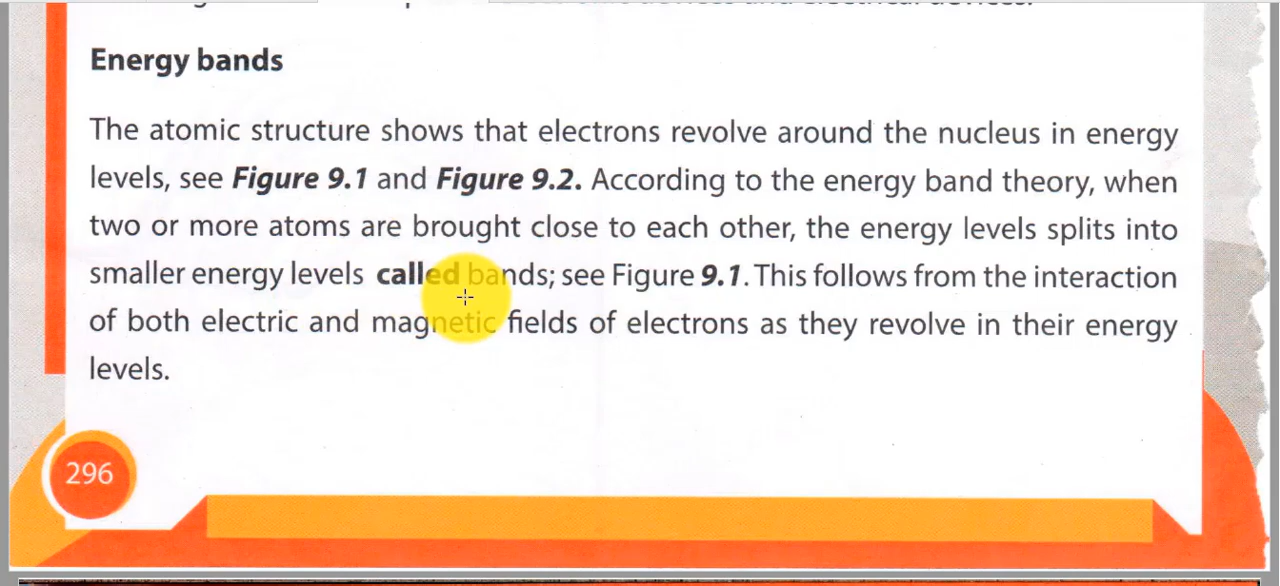 Energy bands
The atomic structure shows that electrons revolve around the nucleus in energy
levels, see Figure 9.1 and Figure 9.2. According to the energy band theory, when
two or more atoms are brought close to each other, the energy levels splits into
smaller energy levels called bands; see Figure 9.1. This follows from the interaction
of both electric and magnetic fields of electrons as they revolve in their energy
levels.
296